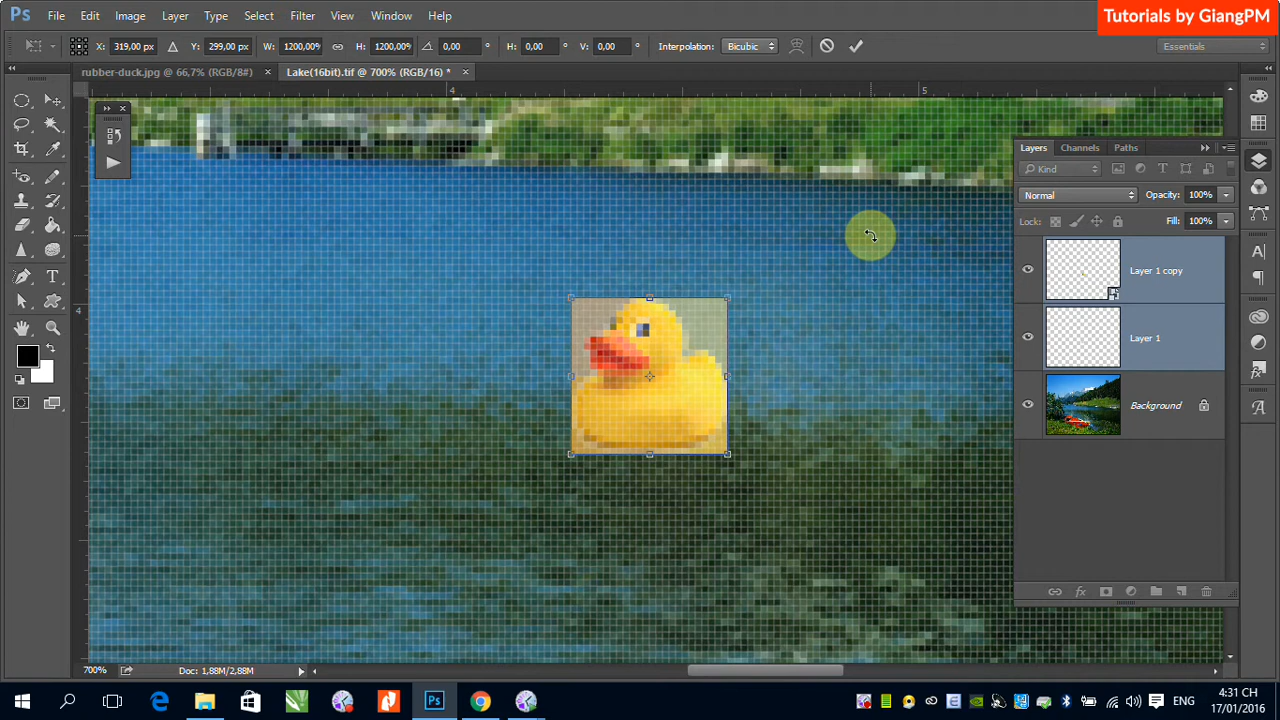 Ps File Edit Image Layer Type Select Filter View Window Help
Tutorials by GiangPM
X: 319,00 px Y: 299,00 px W: 1200,00% H: 1200,00% 0,00 ° H: 0,00 ° V: 0,00 ° Interpolation: Bicubic Essentials
rubber-duck.jpg @ 66,7% (RGB/8#) × Lake(16bit).tif @ 700% (RGB/16) * ×
4 5
4
Layers Channels Paths
Kind
Normal Opacity: 100%
Lock: Fill: 100%
Layer 1 copy
Layer 1
Background
700% Doc: 1,88M/2,88M
Ps ENG 4:31 CH
17/01/2016